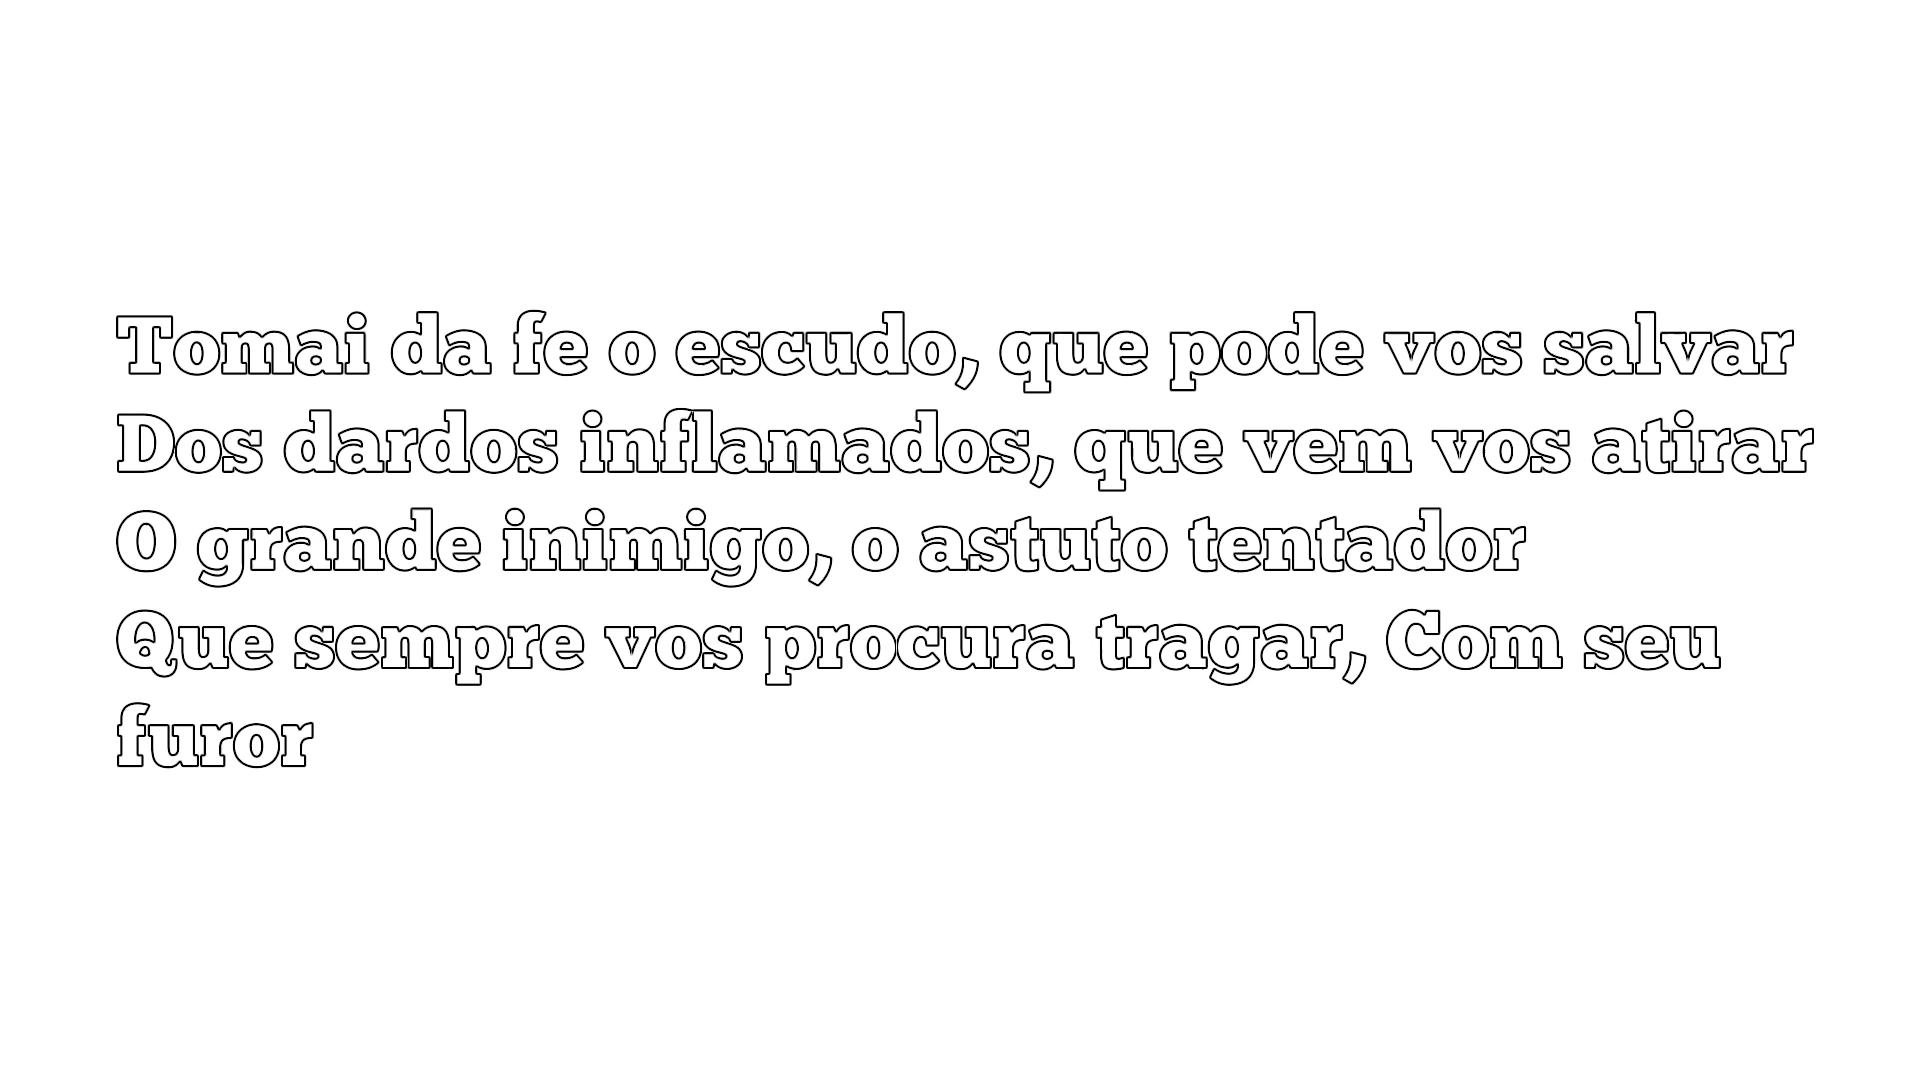 Tomai da fe o escudo, que pode vos salvar
Dos dardos inflamados, que vem vos atirar
O grande inimigo, o astuto tentador
Que sempre vos procura tragar, Com seu
furor